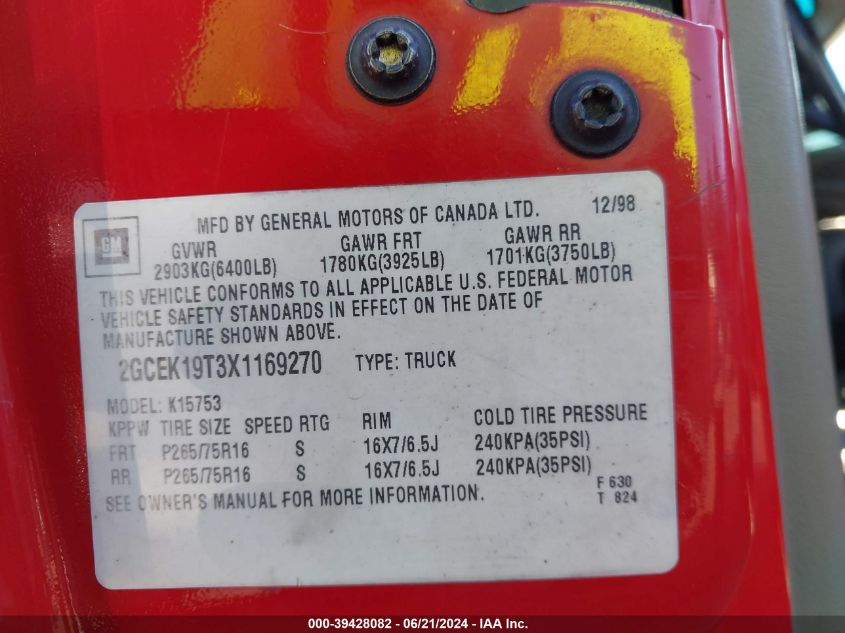 GM
MFD BY GENERAL MOTORS OF CANADA LTD. 12/98
GVWR GAWR FRT GAWR RR
2903KG(6400LB) 1780KG(3925LB) 1701KG(3750LB)
THIS VEHICLE CONFORMS TO ALL APPLICABLE U.S. FEDERAL MOTOR
VEHICLE SAFETY STANDARDS IN EFFECT ON THE DATE OF
MANUFACTURE SHOWN ABOVE.
2GCEK19T3X1169270 TYPE: TRUCK
MODEL: K15753
KPPW TIRE SIZE SPEED RTG RIM COLD TIRE PRESSURE
FRT P265/75R16 S 16X7/6.5J 240KPA(35PSI)
RR P265/75R16 S 16X7/6.5J 240KPA(35PSI)
SEE OWNER'S MANUAL FOR MORE INFORMATION.
F 630
T 824
000-39428082 - 06/21/2024 - IAA Inc.